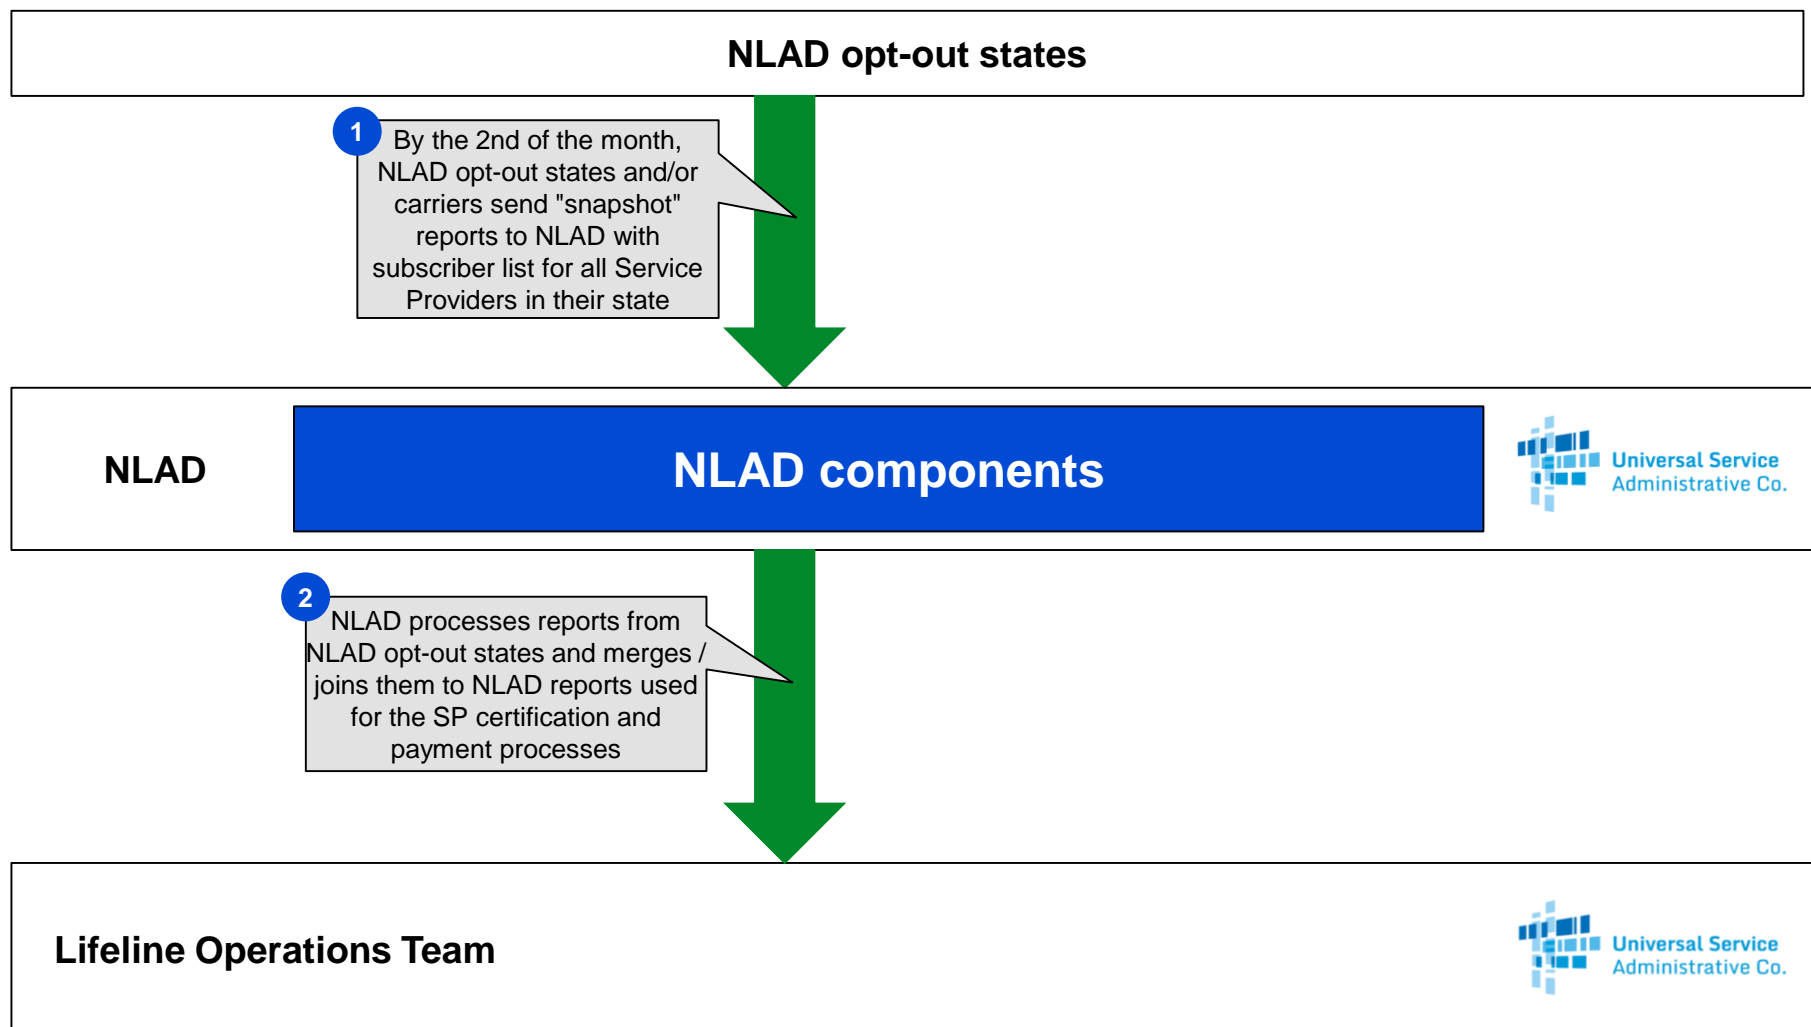 NLAD opt-out states
1
By the 2nd of the month,
NLAD opt-out states and/or
carriers send "snapshot"
reports to NLAD with
subscriber list for all Service
Providers in their state
NLAD
NLAD components
Universal Service
Administrative Co.
2
NLAD processes reports from
NLAD opt-out states and merges /
joins them to NLAD reports used
for the SP certification and
payment processes
Lifeline Operations Team
Universal Service
Administrative Co.